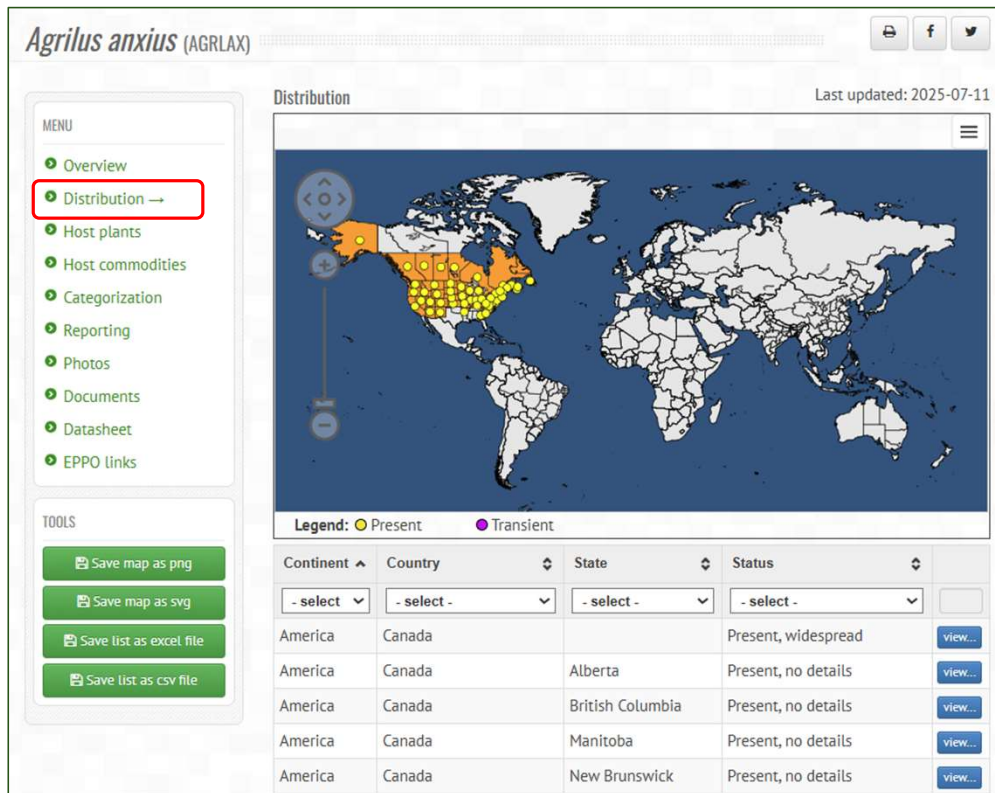 Agrilus anxius (AGRLAX)
Last updated: 2025-07-11
MENU
Overview
Distribution →
Host plants
Host commodities
Categorization
Reporting
Photos
Documents
Datasheet
EPPO links
TOOLS
Save map as png
Save map as svg
Save list as excel file
Save list as csv file
Distribution
Legend: Present Transient
Continent Country State Status
- select - - select - - select - - select -
America Canada Present, widespread view...
America Canada Alberta Present, no details view...
America Canada British Columbia Present, no details view...
America Canada Manitoba Present, no details view...
America Canada New Brunswick Present, no details view...